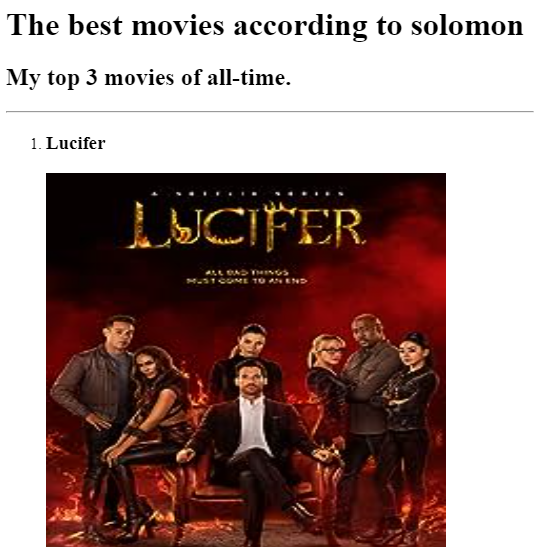 The best movies according to solomon
My top 3 movies of all-time.
1. Lucifer
A NETFLIX SERIES
LUCIFER
ALL BAD THINGS
MUST COME TO AN END